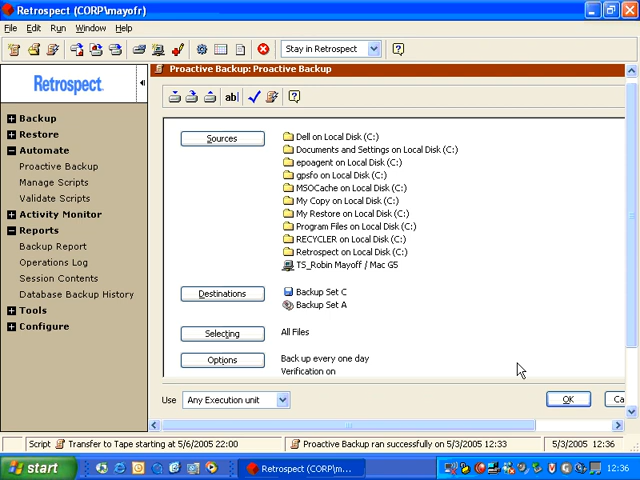 Retrospect (CORP\mayofr)
File Edit Run Window Help
Stay in Retrospect
Proactive Backup: Proactive Backup
Retrospect.
Backup
Restore
Automate
Proactive Backup
Manage Scripts
Validate Scripts
Activity Monitor
Reports
Backup Report
Operations Log
Session Contents
Database Backup History
Tools
Configure
ab|
Sources
Dell on Local Disk (C:)
Documents and Settings on Local Disk (C:)
epoagent on Local Disk (C:)
gpsfo on Local Disk (C:)
MSOCache on Local Disk (C:)
My Copy on Local Disk (C:)
My Restore on Local Disk (C:)
Program Files on Local Disk (C:)
RECYCLER on Local Disk (C:)
Retrospect on Local Disk (C:)
TS_Robin Mayoff / Mac G5
Destinations
Backup Set C
Backup Set A
Selecting
All Files
Options
Back up every one day
Verification on
Use Any Execution unit
OK
Ca
Script Transfer to Tape starting at 5/6/2005 22:00
Proactive Backup ran successfully on 5/3/2005 12:33
5/3/2005 12:36
start
Retrospect (CORP\m...
12:36